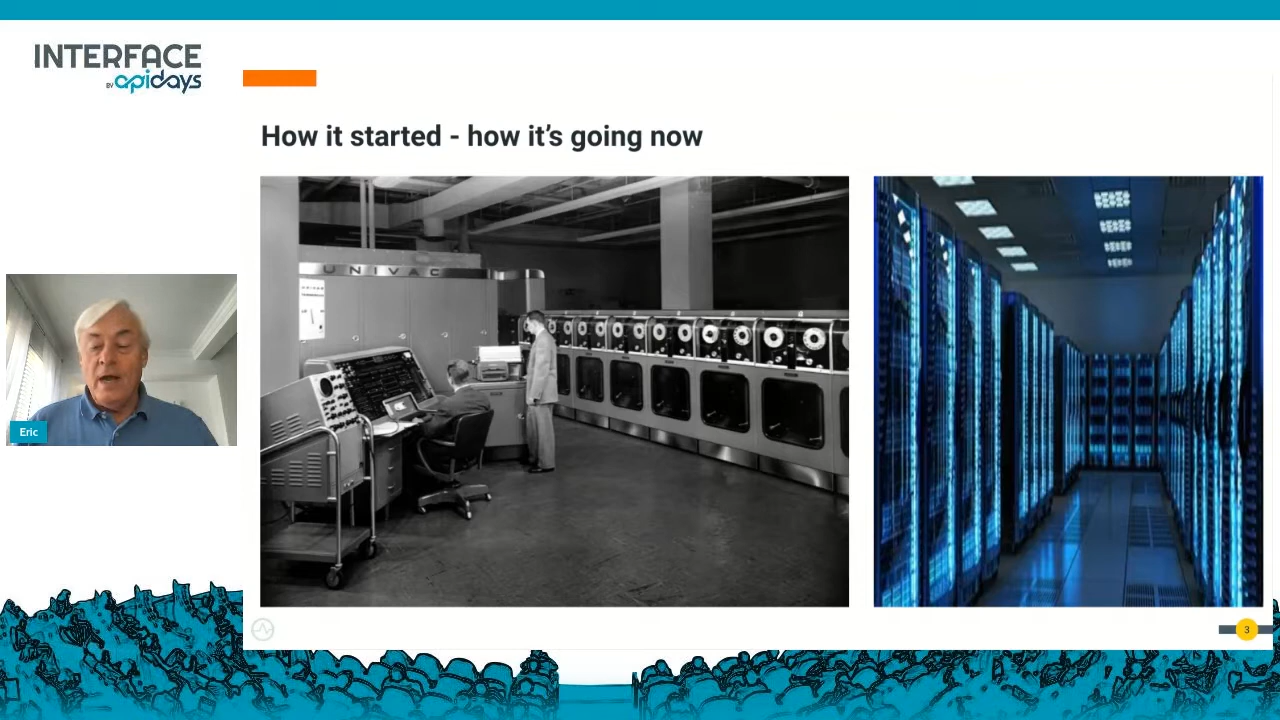 INTERFACE
BY apidays
How it started - how it's going now
UNIVAC
Eric
3